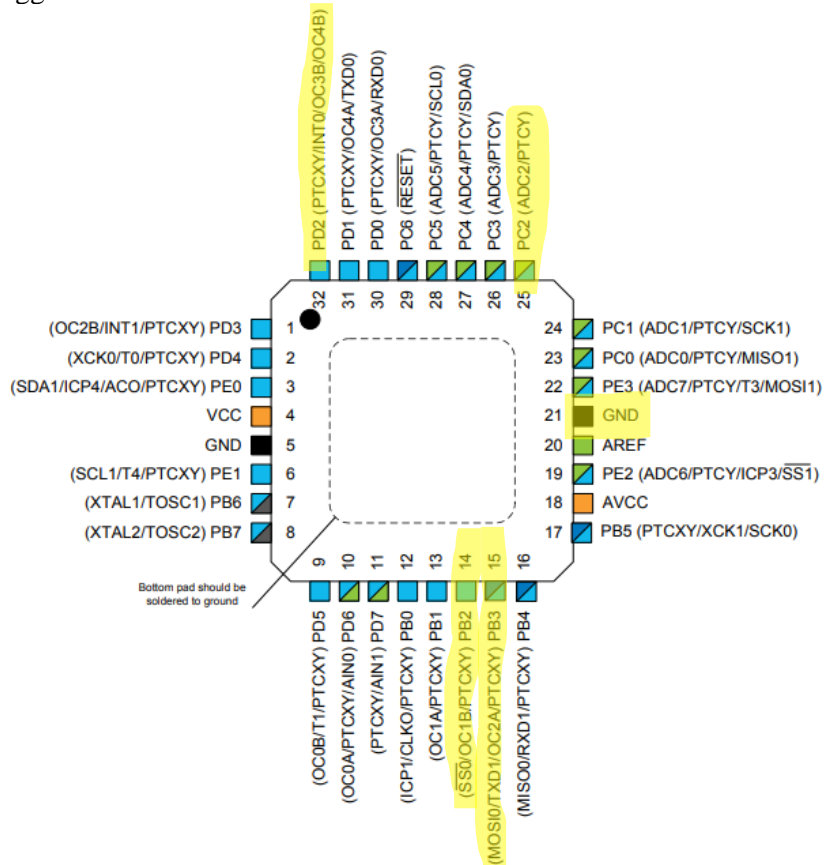 gg
PD2 (PTCXY/INT0/OC3B/OC4B)
PD1 (PTCXY/OC4A/TXD0)
PD0 (PTCXY/OC3A/RXD0)
PC6 (RESET)
PC5 (ADC5/PTCY/SCL0)
PC4 (ADC4/PTCY/SDA0)
PC3 (ADC3/PTCY)
PC2 (ADC2/PTCY)
32 31 30 29 28 27 26 25
(OC2B/INT1/PTCXY) PD3 1
(XCK0/T0/PTCXY) PD4 2
(SDA1/ICP4/ACO/PTCXY) PE0 3
VCC 4
GND 5
(SCL1/T4/PTCXY) PE1 6
(XTAL1/TOSC1) PB6 7
(XTAL2/TOSC2) PB7 8
24 PC1 (ADC1/PTCY/SCK1)
23 PC0 (ADC0/PTCY/MISO1)
22 PE3 (ADC7/PTCY/T3/MOSI1)
21 GND
20 AREF
19 PE2 (ADC6/PTCY/ICP3/SS1)
18 AVCC
17 PB5 (PTCXY/XCK1/SCK0)
9 10 11 12 13 14 15 16
Bottom pad should be
soldered to ground
(OC0B/T1/PTCXY) PD5
(OC0A/PTCXY/AIN0) PD6
(PTCXY/AIN1) PD7
(ICP1/CLKO/PTCXY) PB0
(OC1A/PTCXY) PB1
(SS0/OC1B/PTCXY) PB2
(MOSI0/TXD1/OC2A/PTCXY) PB3
(MISO0/RXD1/PTCXY) PB4